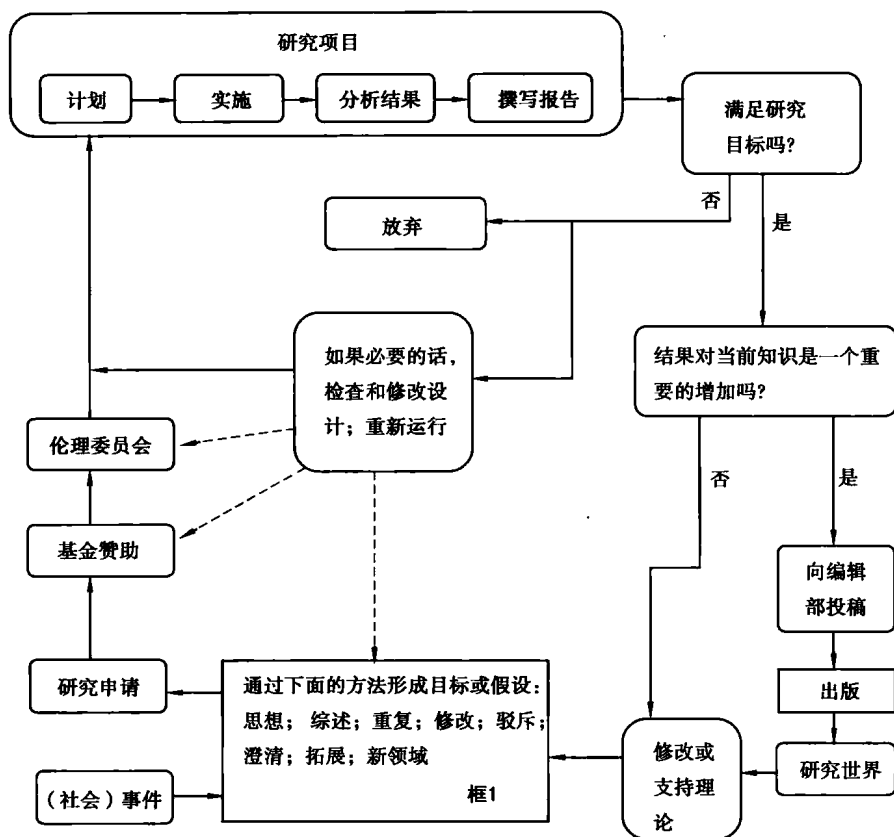 研究项目
计划
实施
分析结果
撰写报告
满足研究
目标吗？
否
是
放弃
如果必要的话，
检查和修改设
计；重新运行
结果对当前知识是一个重
要的增加吗？
伦理委员会
否
是
基金赞助
向编辑
部投稿
研究申请
通过下面的方法形成目标或假设：
思想； 综述；重复；修改；驳斥；
澄清；拓展；新领域
框1
出版
修改或
支持理
论
研究世界
（社会）事件